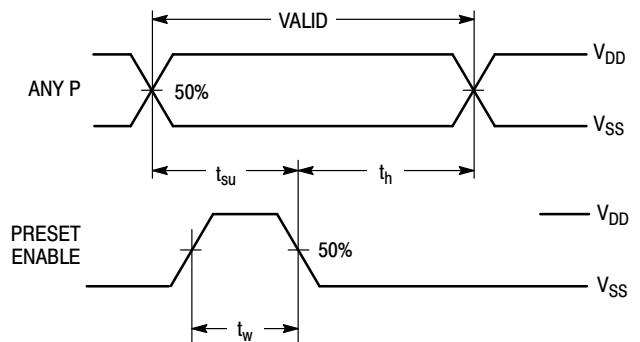 VALID
V_DD
ANY P
50%
V_SS
t_su
t_h
PRESET
ENABLE
V_DD
50%
V_SS
t_w